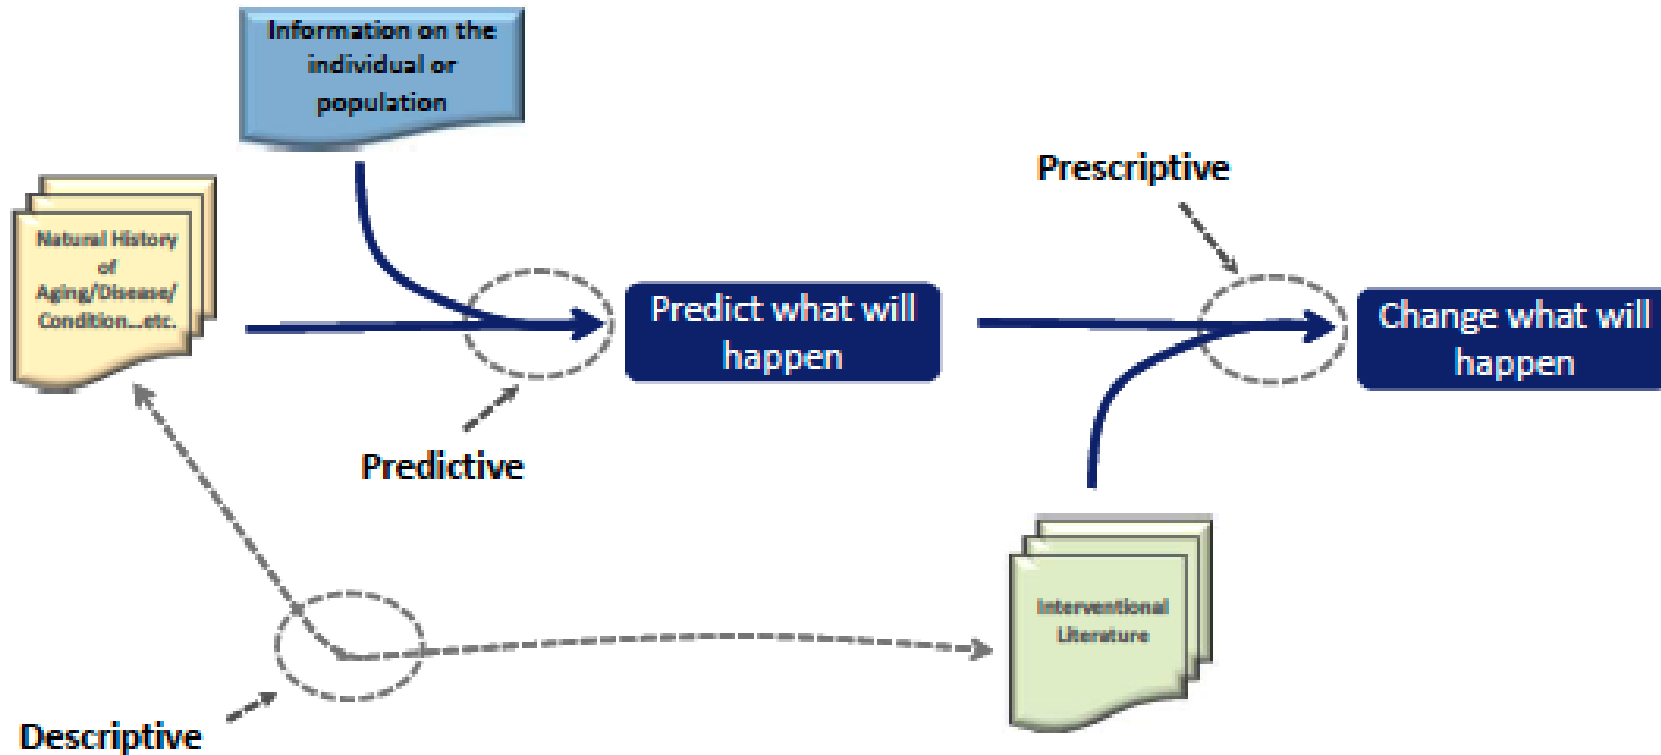 Information on the
individual or
population
Prescriptive
Natural History
of
Aging/Disease/
Condition...etc.
Predict what will
happen
Change what will
happen
Predictive
Interventional
Literature
Descriptive